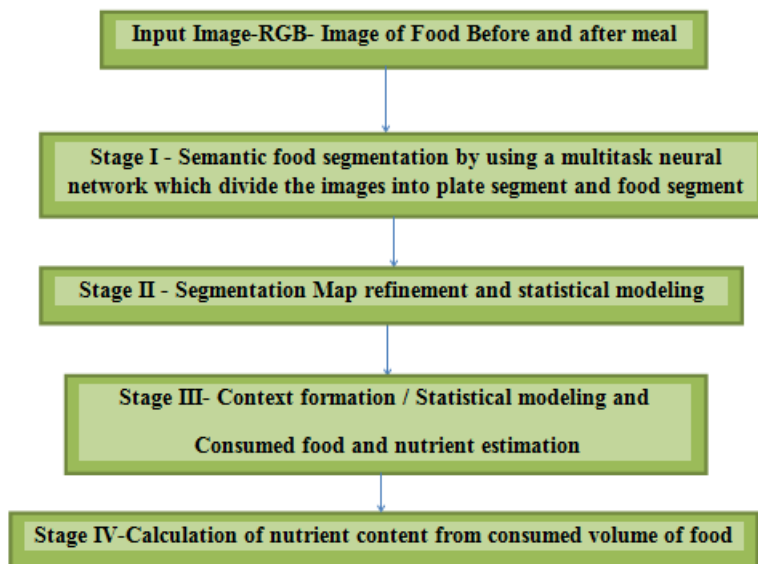 Input Image-RGB- Image of Food Before and after meal
Stage I - Semantic food segmentation by using a multitask neural
network which divide the images into plate segment and food segment
Stage II - Segmentation Map refinement and statistical modeling
Stage III- Context formation / Statistical modeling and
Consumed food and nutrient estimation
Stage IV-Calculation of nutrient content from consumed volume of food